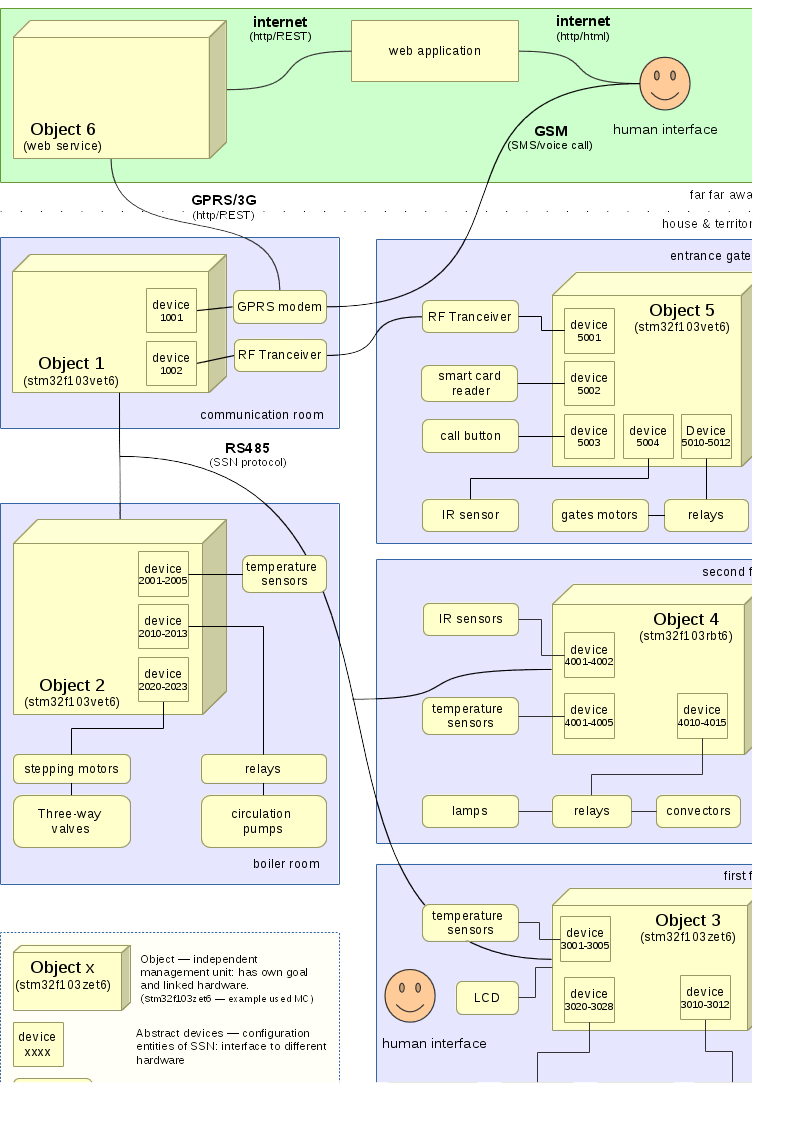 internet
(http/REST)
web application
internet
(http/html)
Object 6
(web service)
GSM
(SMS/voice call)
human interface
far far awa
GPRS/3G
(http/REST)
house & territor
entrance gate
device
1001
GPRS modem
device
1002
RF Tranceiver
Object 1
(stm32f103vet6)
communication room
RF Tranceiver
device
5001
Object 5
(stm32f103vet6)
smart card
reader
device
5002
call button
device
5003
device
5004
Device
5010-5012
IR sensor
gates motors
relays
RS485
(SSN protocol)
device
2001-2005
temperature
sensors
device
2010-2013
device
2020-2023
Object 2
(stm32f103vet6)
stepping motors
relays
Three-way
valves
circulation
pumps
boiler room
second f
IR sensors
device
4001-4002
Object 4
(stm32f103rbt6)
temperature
sensors
device
4001-4005
device
4010-4015
lamps
relays
convectors
first f
temperature
sensors
device
3001-3005
Object 3
(stm32f103zet6)
LCD
device
3020-3028
device
3010-3012
human interface
Object x
(stm32f103zet6)
Object — independent
management unit: has own goal
and linked hardware.
(stm32f103zet6 — example used MC)
device
xxxx
Abstract devices — configuration
entities of SSN: interface to different
hardware